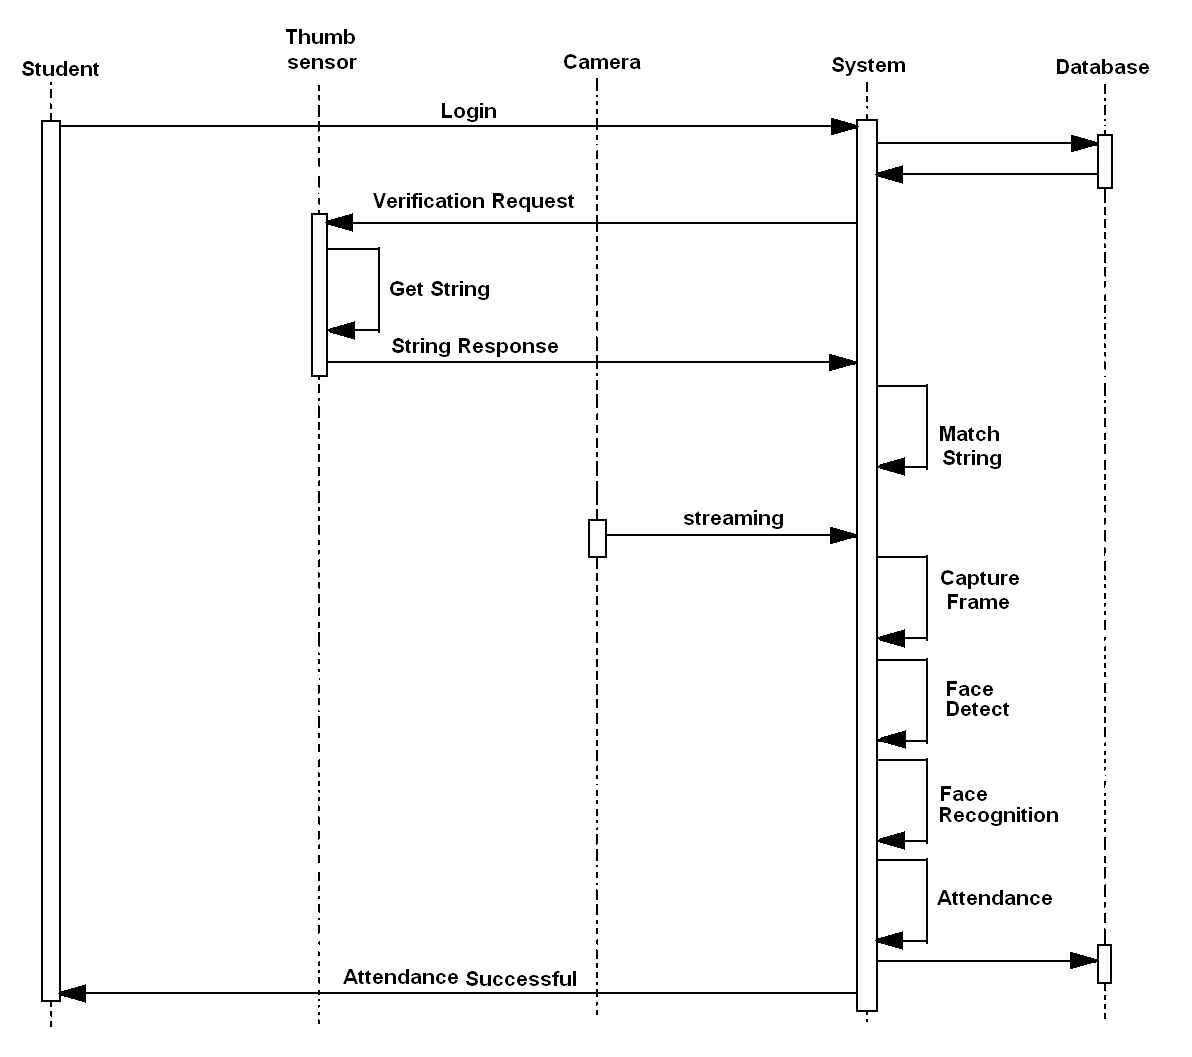 Student
Thumb
sensor
Camera
System
Database
Login
Verification Request
Get String
String Response
Match
String
streaming
Capture
Frame
Face
Detect
Face
Recognition
Attendance
Attendance Successful